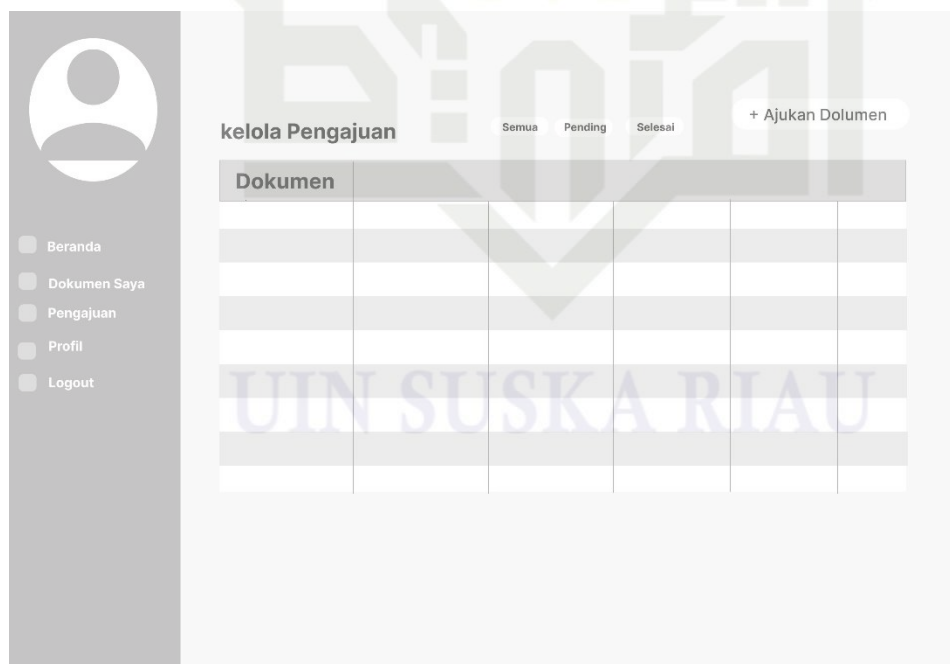 kelola Pengajuan
Semua
Pending
Selesai
+ Ajukan Dolumen
Dokumen
Beranda
Dokumen Saya
Pengajuan
Profil
Logout
UIN SUSKA RIAU